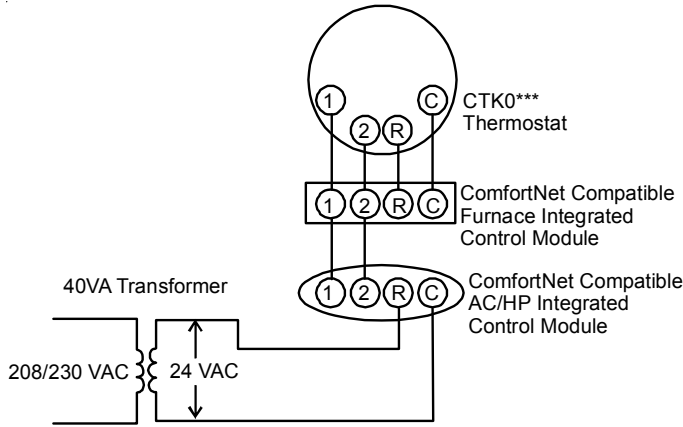 1
C
2
R
CTK0***
Thermostat
1
2
R
C
ComfortNet Compatible
Furnace Integrated
Control Module
40VA Transformer
1
2
R
C
ComfortNet Compatible
AC/HP Integrated
Control Module
208/230 VAC
24 VAC